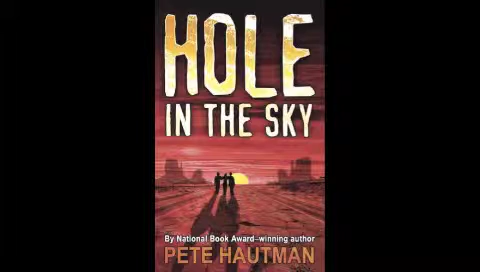 HOLE
IN THE SKY
By National Book Award–winning author
PETE HAUTMAN